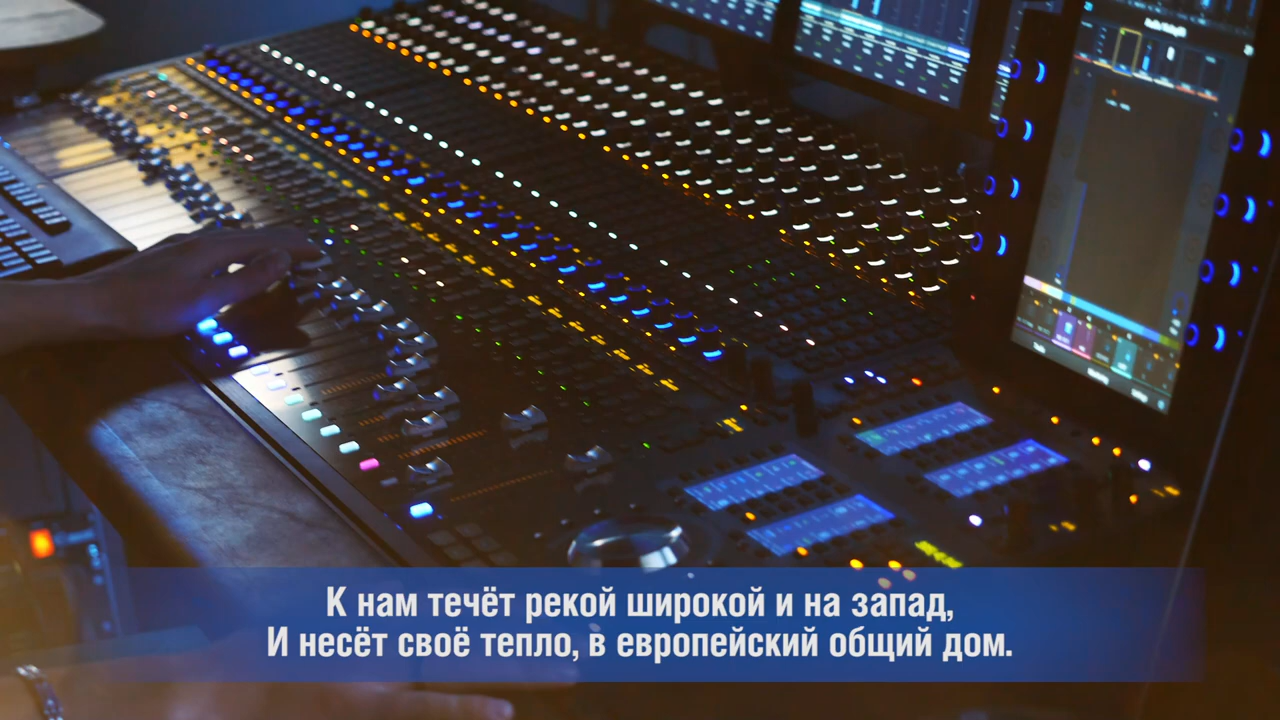 К нам течёт рекой широкой и на запад,
И несёт своё тепло, в европейский общий дом.